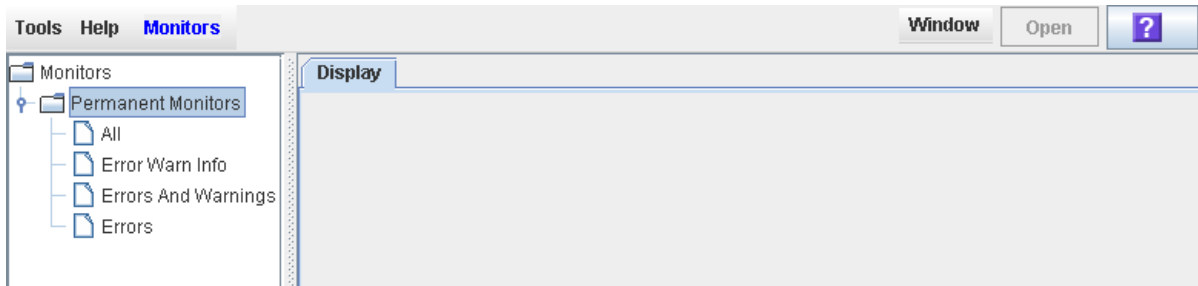 Tools Help Monitors Window Open ?
Monitors
Display
Permanent Monitors
All
Error Warn Info
Errors And Warnings
Errors